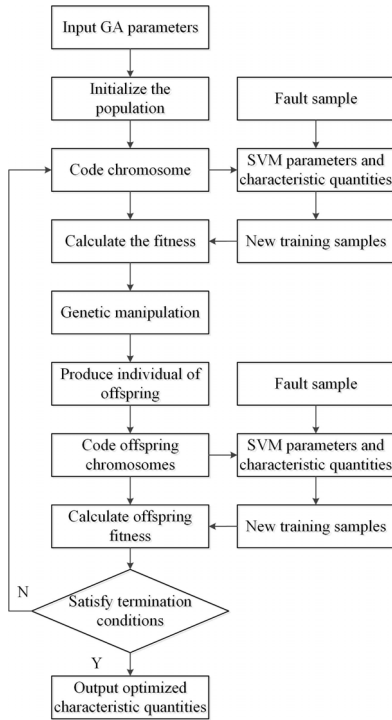 Input GA parameters
Initialize the
population
Fault sample
Code chromosome
SVM parameters and
characteristic quantities
Calculate the fitness
New training samples
Genetic manipulation
Produce individual of
offspring
Fault sample
Code offspring
chromosomes
SVM parameters and
characteristic quantities
Calculate offspring
fitness
New training samples
N
Satisfy termination
conditions
Y
Output optimized
characteristic quantities